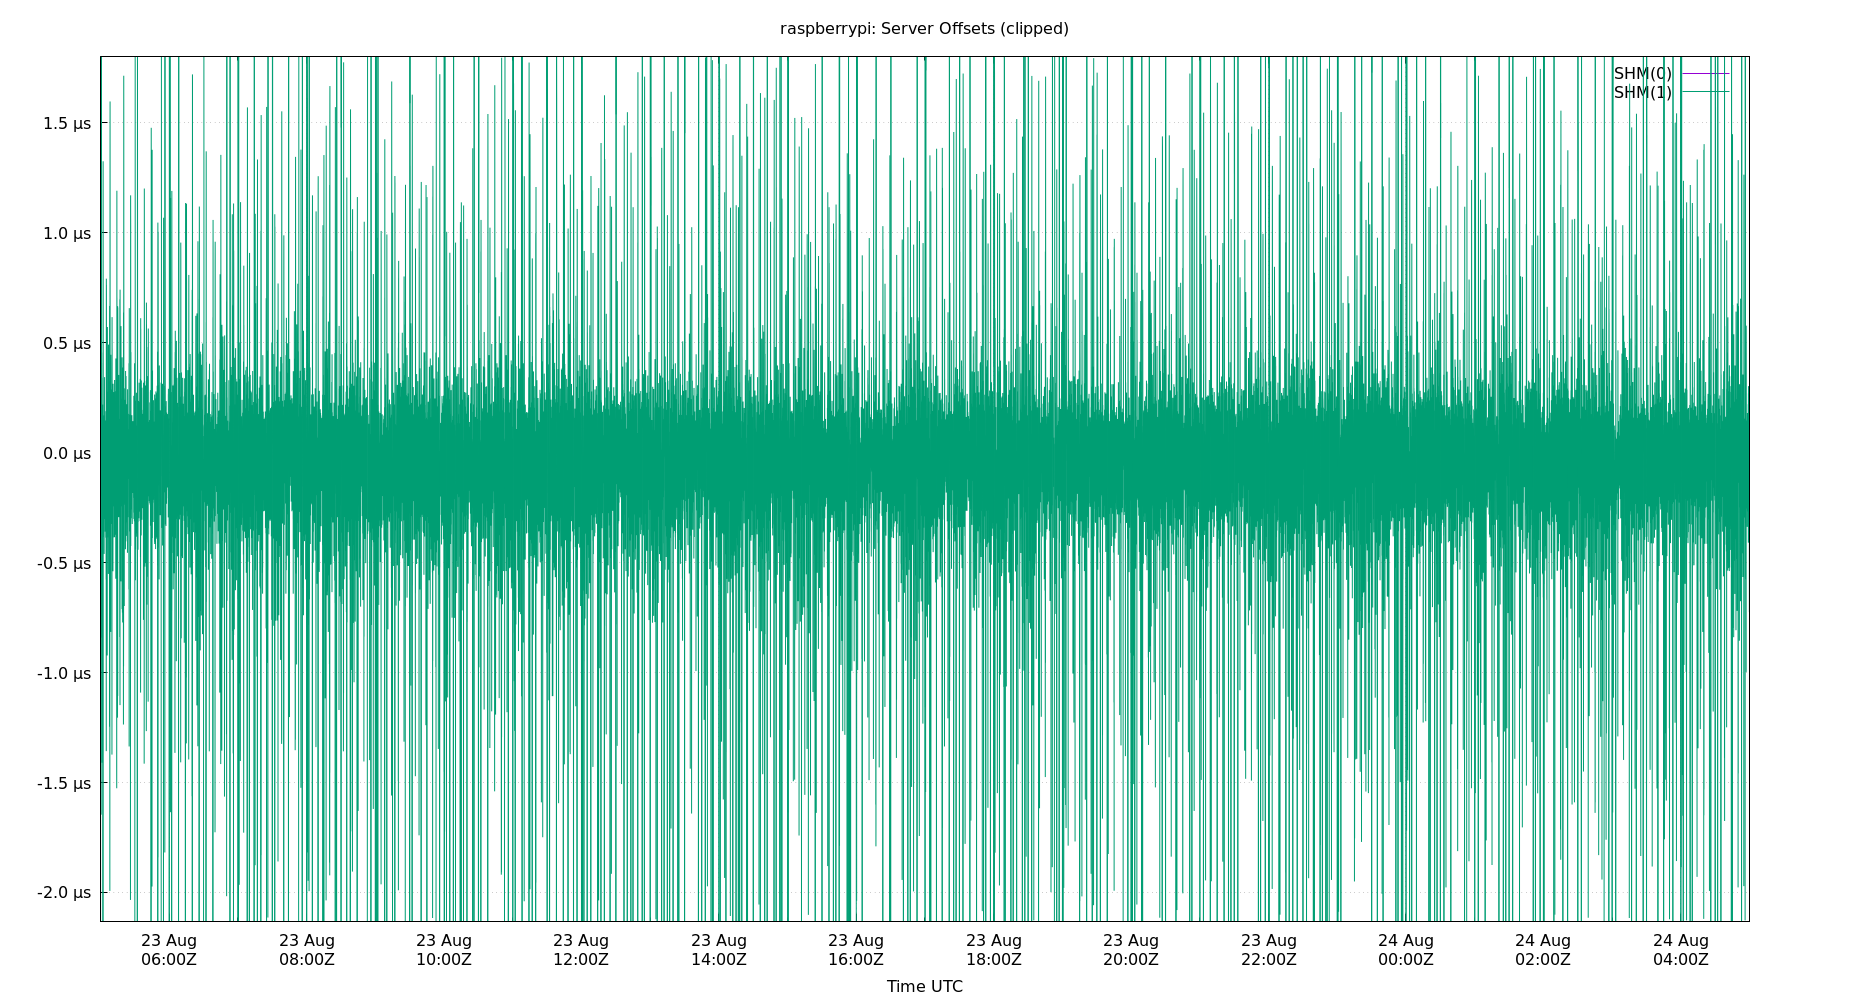 raspberrypi: Server Offsets (clipped)
SHM(0)
SHM(1)
1.5 µs
1.0 µs
0.5 µs
0.0 µs
-0.5 µs
-1.0 µs
-1.5 µs
-2.0 µs
23 Aug 23 Aug 23 Aug 23 Aug 23 Aug 23 Aug 23 Aug 23 Aug 23 Aug 24 Aug 24 Aug 24 Aug
06:00Z 08:00Z 10:00Z 12:00Z 14:00Z 16:00Z 18:00Z 20:00Z 22:00Z 00:00Z 02:00Z 04:00Z
Time UTC